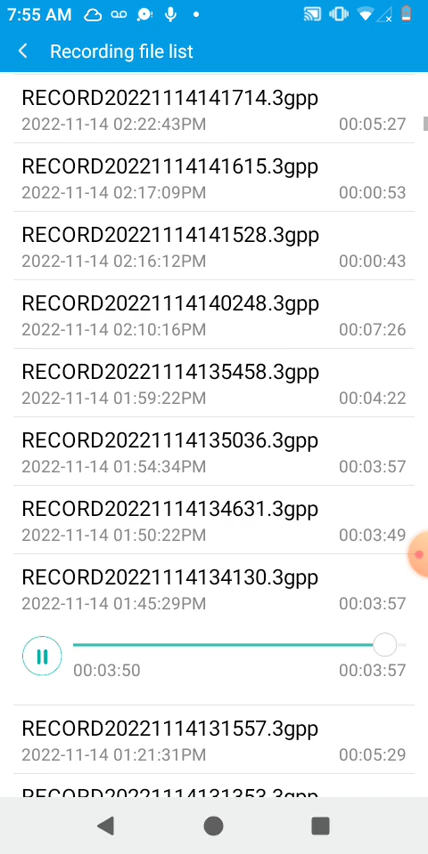 7:55 AM
Recording file list
RECORD20221114141714.3gpp
2022-11-14 02:22:43PM 00:05:27
RECORD20221114141615.3gpp
2022-11-14 02:17:09PM 00:00:53
RECORD20221114141528.3gpp
2022-11-14 02:16:12PM 00:00:43
RECORD20221114140248.3gpp
2022-11-14 02:10:16PM 00:07:26
RECORD20221114135458.3gpp
2022-11-14 01:59:22PM 00:04:22
RECORD20221114135036.3gpp
2022-11-14 01:54:34PM 00:03:57
RECORD20221114134631.3gpp
2022-11-14 01:50:22PM 00:03:49
RECORD20221114134130.3gpp
2022-11-14 01:45:29PM 00:03:57
00:03:50 00:03:57
RECORD20221114131557.3gpp
2022-11-14 01:21:31PM 00:05:29
RECORD20221114131353.3gpp